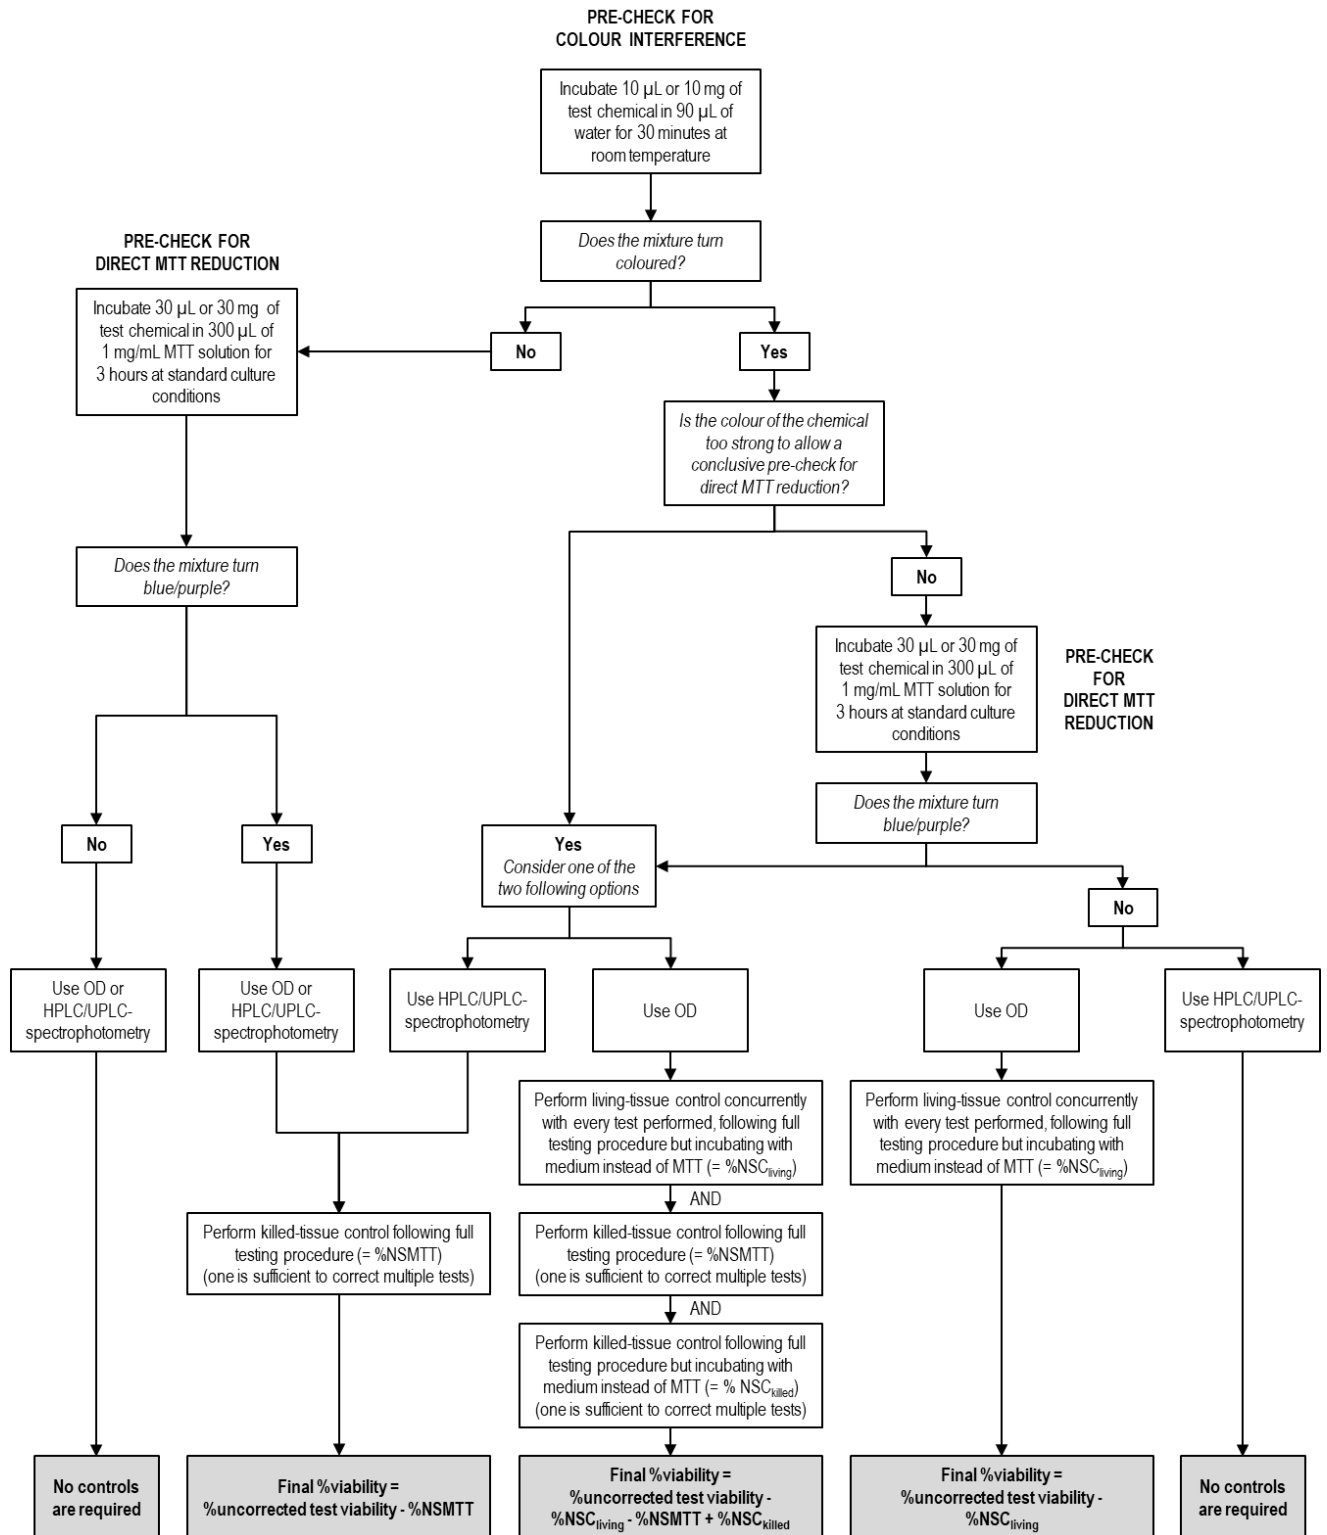 PRE-CHECK FOR
COLOUR INTERFERENCE
Incubate 10 µL or 10 mg of
test chemical in 90 µL of
water for 30 minutes at
room temperature
Does the mixture turn
coloured?
PRE-CHECK FOR
DIRECT MTT REDUCTION
Incubate 30 µL or 30 mg of
test chemical in 300 µL of
1 mg/mL MTT solution for
3 hours at standard culture
conditions
No
Yes
Is the colour of the chemical
too strong to allow a
conclusive pre-check for
direct MTT reduction?
Does the mixture turn
blue/purple?
No
Incubate 30 µL or 30 mg of
test chemical in 300 µL of
1 mg/mL MTT solution for
3 hours at standard culture
conditions
PRE-CHECK
FOR
DIRECT MTT
REDUCTION
Does the mixture turn
blue/purple?
No
Yes
Yes
Consider one of the
two following options
No
Use OD or
HPLC/UPLC-
spectrophotometry
Use OD or
HPLC/UPLC-
spectrophotometry
Use HPLC/UPLC-
spectrophotometry
Use OD
Use OD
Use HPLC/UPLC-
spectrophotometry
Perform living-tissue control concurrently
with every test performed, following full
testing procedure but incubating with
medium instead of MTT (= %NSCliving)
Perform living-tissue control concurrently
with every test performed, following full
testing procedure but incubating with
medium instead of MTT (= %NSCliving)
AND
Perform killed-tissue control following full
testing procedure (= %NSMTT)
(one is sufficient to correct multiple tests)
Perform killed-tissue control following full
testing procedure (= %NSMTT)
(one is sufficient to correct multiple tests)
AND
Perform killed-tissue control following full
testing procedure but incubating with
medium instead of MTT (= % NSCkilled)
(one is sufficient to correct multiple tests)
No controls
are required
Final %viability =
%uncorrected test viability - %NSMTT
Final %viability =
%uncorrected test viability -
%NSCliving - %NSMTT + %NSCkilled
Final %viability =
%uncorrected test viability -
%NSCliving
No controls
are required